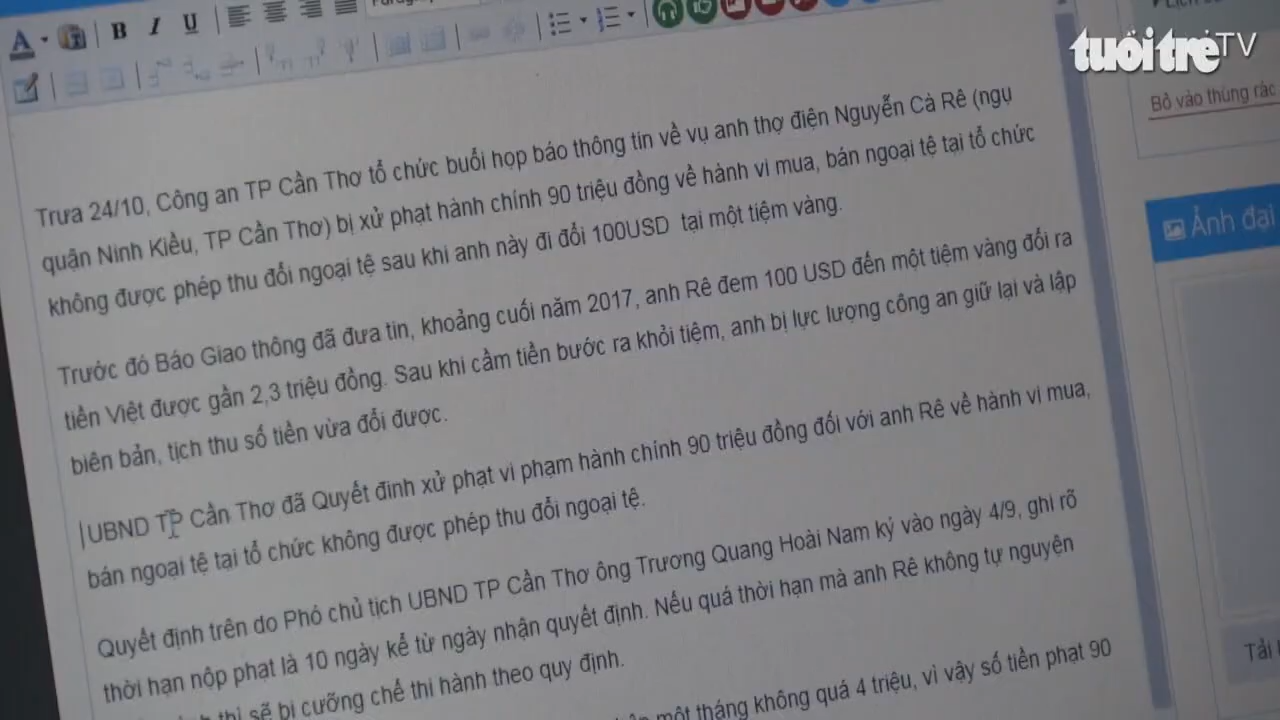 A B I U
tuổi trẻ TV
Bỏ vào thùng rác
Trưa 24/10, Công an TP Cần Thơ tổ chức buổi họp báo thông tin về vụ anh thợ điện Nguyễn Cà Rê (ngụ
quận Ninh Kiều, TP Cần Thơ) bị xử phạt hành chính 90 triệu đồng về hành vi mua, bán ngoại tệ tại tổ chức
không được phép thu đổi ngoại tệ sau khi anh này đi đổi 100USD tại một tiệm vàng.
Ảnh đại
Trước đó Báo Giao thông đã đưa tin, khoảng cuối năm 2017, anh Rê đem 100 USD đến một tiệm vàng đổi ra
tiền Việt được gần 2,3 triệu đồng. Sau khi cầm tiền bước ra khỏi tiệm, anh bị lực lượng công an giữ lại và lập
biên bản, tịch thu số tiền vừa đổi được.
UBND TP Cần Thơ đã Quyết đinh xử phạt vi phạm hành chính 90 triệu đồng đối với anh Rê về hành vi mua,
bán ngoại tệ tại tổ chức không được phép thu đổi ngoại tệ.
Quyết định trên do Phó chủ tịch UBND TP Cần Thơ ông Trương Quang Hoài Nam ký vào ngày 4/9, ghi rõ
thời hạn nộp phạt là 10 ngày kể từ ngày nhận quyết định. Nếu quá thời hạn mà anh Rê không tự nguyện
thì sẽ bị cưỡng chế thi hành theo quy định.
một tháng không quá 4 triệu, vì vậy số tiền phạt 90
Tải